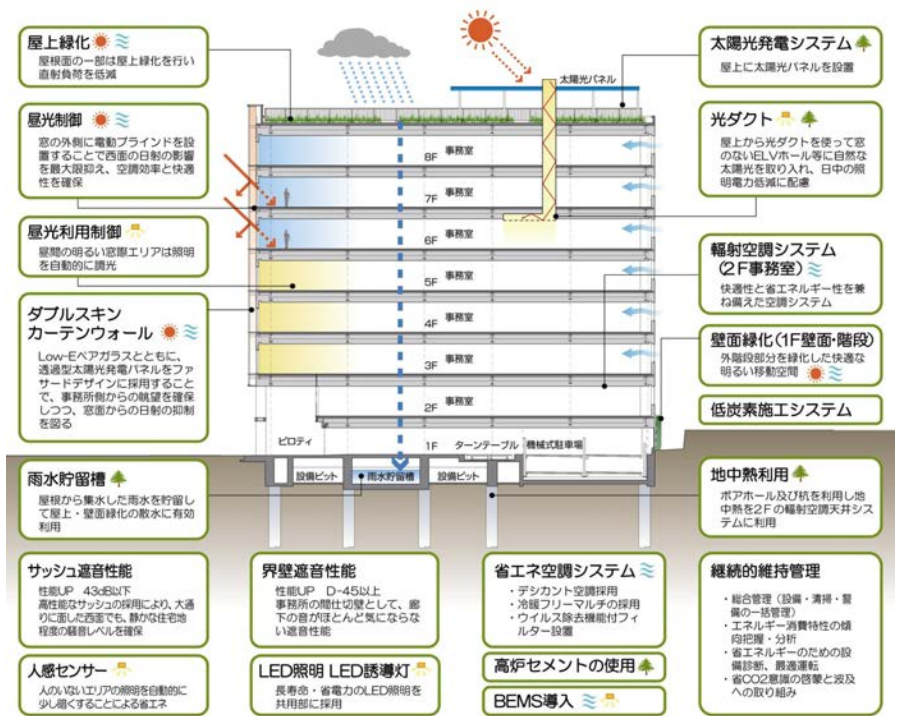 屋上緑化
屋根面の一部は屋上緑化を行い
直射負荷を低減
昼光制御
窓の外側に電動ブラインドを設
置することで西面の日射の影響
を最大限抑え、空調効率と快適
性を確保
昼光利用制御
昼間の明るい窓際エリアは照明
を自動的に調光
ダブルスキン
カーテンウォール
Low-Eペアガラスとともに、
透過型太陽光発電パネルをファ
サードデザインに採用すること
で、事務所側からの眺望を確保
しつつ、窓面からの日射の抑制
を図る
雨水貯留槽
屋根から集水した雨水を貯留し
て屋上・壁面緑化の散水に有効
利用
太陽光パネル
8F 事務室
7F 事務室
6F 事務室
5F 事務室
4F 事務室
3F 事務室
2F 事務室
ピロティ
1F
ターンテーブル
機械式駐車場
設備ピット
雨水貯留槽
設備ピット
太陽光発電システム
屋上に太陽光パネルを設置
光ダクト
屋上から光ダクトを使って窓
のないELVホール等に自然な
太陽光を取り入れ、日中の照
明電力低減に配慮
輻射空調システム
(2F事務室)
快適性と省エネルギー性を兼
ね備えた空調システム
壁面緑化(1F壁面・階段)
外階段部分を緑化した快適な
明るい移動空間
低炭素施工システム
地中熱利用
ボアホール及び杭を利用し地
中熱を2Fの輻射空調天井シス
テムに利用
サッシュ遮音性能
性能UP 43dB以下
高性能なサッシュの採用により、大通
りに面した西面でも、静かな住宅地
程度の騒音レベルを確保
人感センサー
人のいないエリアの照明を自動的に
少し暗くすることによる省エネ
界壁遮音性能
性能UP D-45以上
事務所の間仕切壁として、廊
下の音がほとんど気にならな
い遮音性能
LED照明 LED誘導灯
長寿命・省電力のLED照明を
共用部に採用
省エネ空調システム
・デシカント空調採用
・冷暖フリーマルチの採用
・ウイルス除去機能付フィ
ルター設置
高炉セメントの使用
BEMS導入
継続的維持管理
・総合管理(設備・清掃・警
備の一括管理)
・エネルギー消費特性の傾
向把握・分析
・省エネルギーのための設
備診断、最適運転
・省CO2意識の啓蒙と波及
への取り組み